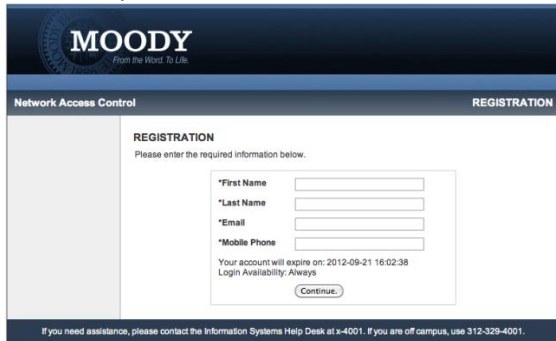 MOODY
From the Word. To Life.
Network Access Control REGISTRATION
REGISTRATION
Please enter the required information below.
*First Name
*Last Name
*Email
*Mobile Phone
Your account will expire on: 2012-09-21 16:02:38
Login Availability: Always
Continue.
If you need assistance, please contact the Information Systems Help Desk at x-4001. If you are off campus, use 312-329-4001.